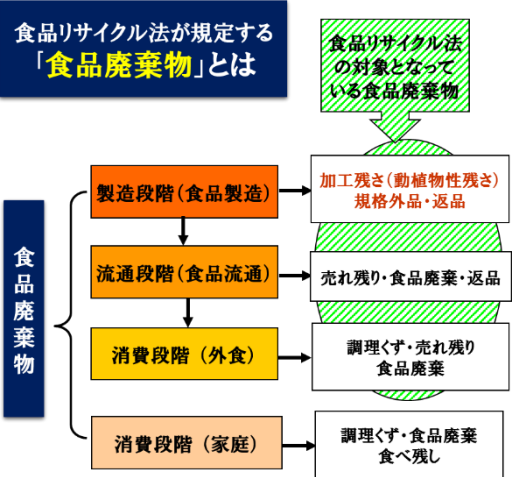 食品リサイクル法が規定する
「食品廃棄物」とは
食品リサイクル法
の対象となって
いる食品廃棄物
食品廃棄物
製造段階(食品製造)
加工残さ(動植物性残さ)
規格外品・返品
流通段階(食品流通)
売れ残り・食品廃棄・返品
消費段階(外食)
調理くず・売れ残り
食品廃棄
消費段階(家庭)
調理くず・食品廃棄
食べ残し